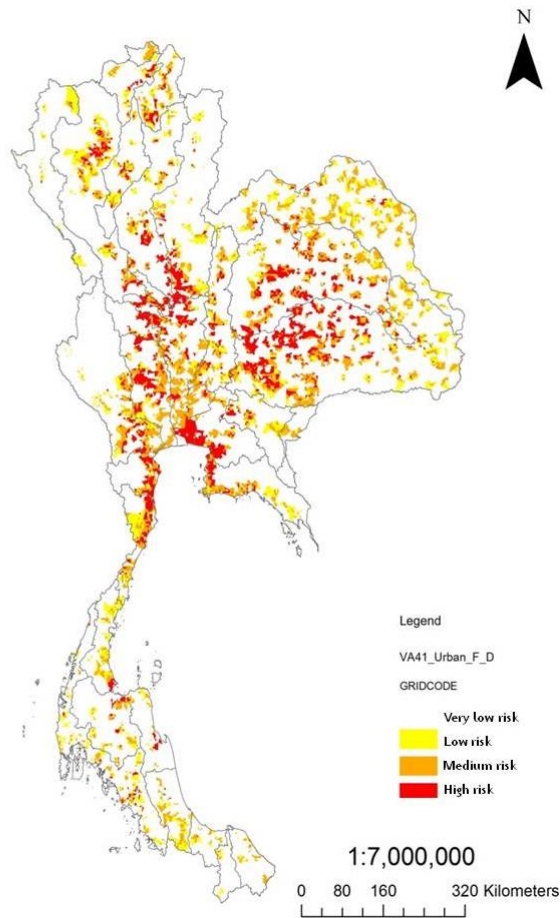 N
Legend
VA41_Urban_F_D
GRIDCODE
Very low risk
Low risk
Medium risk
High risk
1:7,000,000
0 80 160 320 Kilometers